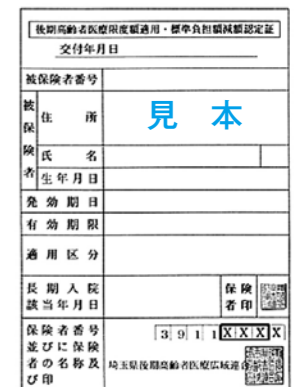 後期高齢者医療限度額適用・標準負担額減額認定証
交付年月日
被保険者番号
被保険者
住所
見本
氏名
生年月日
発効期日
有効期限
適用区分
長期入院
該当年月日
保険
者印
保険者番号
並びに保険
者の名称及
び印
3911XXXX
埼玉県後期高齢者医療広域連合